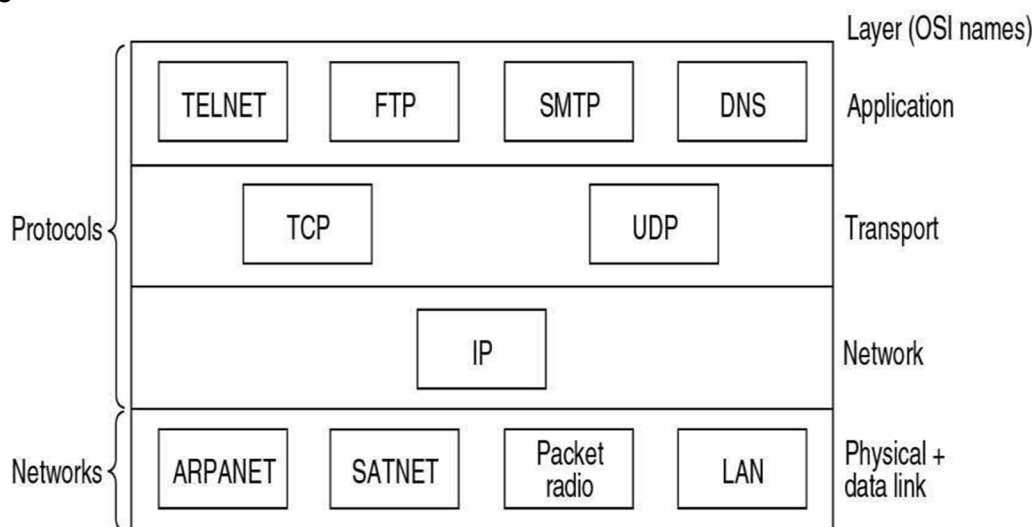 Layer (OSI names)
TELNET FTP SMTP DNS Application
Protocols TCP UDP Transport
IP Network
Networks ARPANET SATNET Packet radio LAN Physical + data link